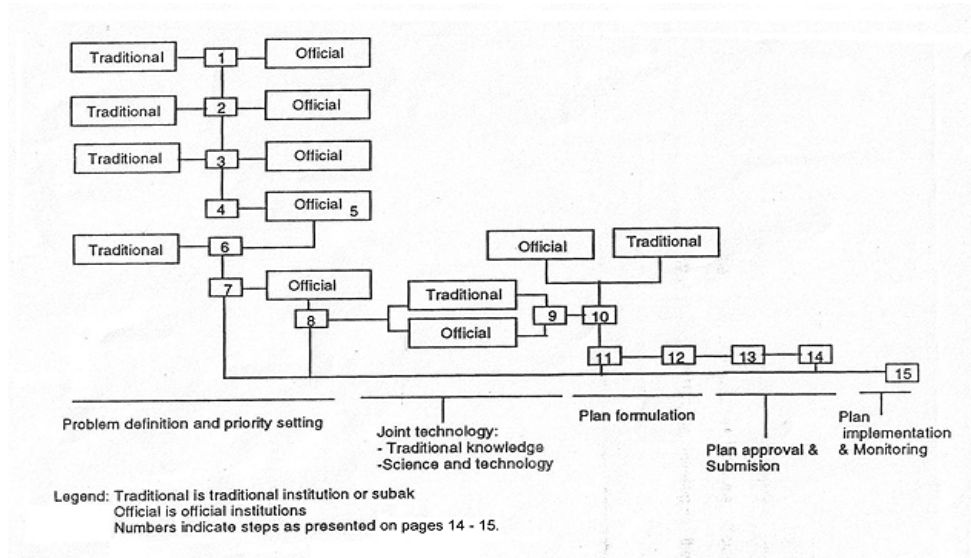 Traditional 1 Official
Traditional 2 Official
Traditional 3 Official
4 Official 5
Traditional 6
Official Traditional
7 Official
Traditional
8 9 10
Official
11 12 13 14
15
Problem definition and priority setting
Joint technology:
- Traditional knowledge
-Science and technology
Plan formulation
Plan approval &
Submision
Plan
implementation
& Monitoring
Legend: Traditional is traditional institution or subak
Official is official institutions
Numbers indicate steps as presented on pages 14 - 15.